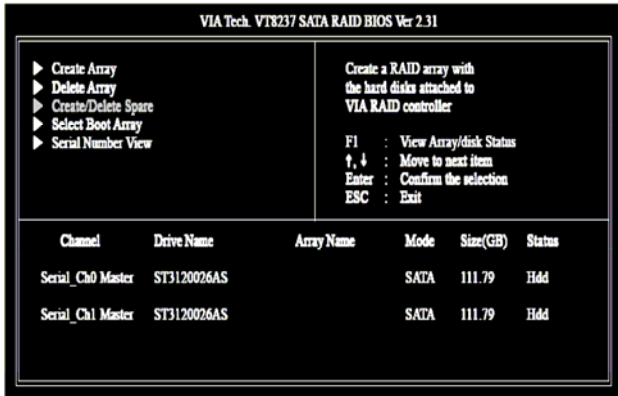 VIA Tech. VT8237 SATA RAID BIOS Ver 2.31
Create Array
Delete Array
Create/Delete Spare
Select Boot Array
Serial Number View
Create a RAID array with
the hard disks attached to
VIA RAID controller
F1 : View Array/disk Status
↑, ↓ : Move to next item
Enter : Confirm the selection
ESC : Exit
Channel Drive Name Array Name Mode Size(GB) Status
Serial_Ch0 Master ST3120026AS SATA 111.79 Hdd
Serial_Ch1 Master ST3120026AS SATA 111.79 Hdd